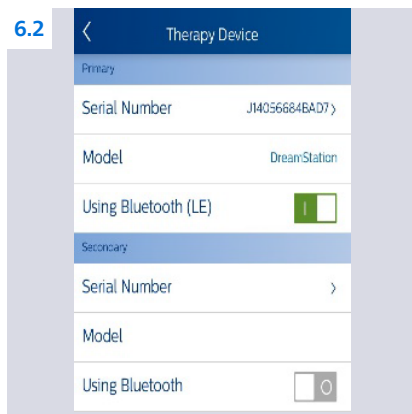 6.2
Therapy Device
Primary
Serial Number J14056684BAD7
Model DreamStation
Using Bluetooth (LE)
Secondary
Serial Number
Model
Using Bluetooth